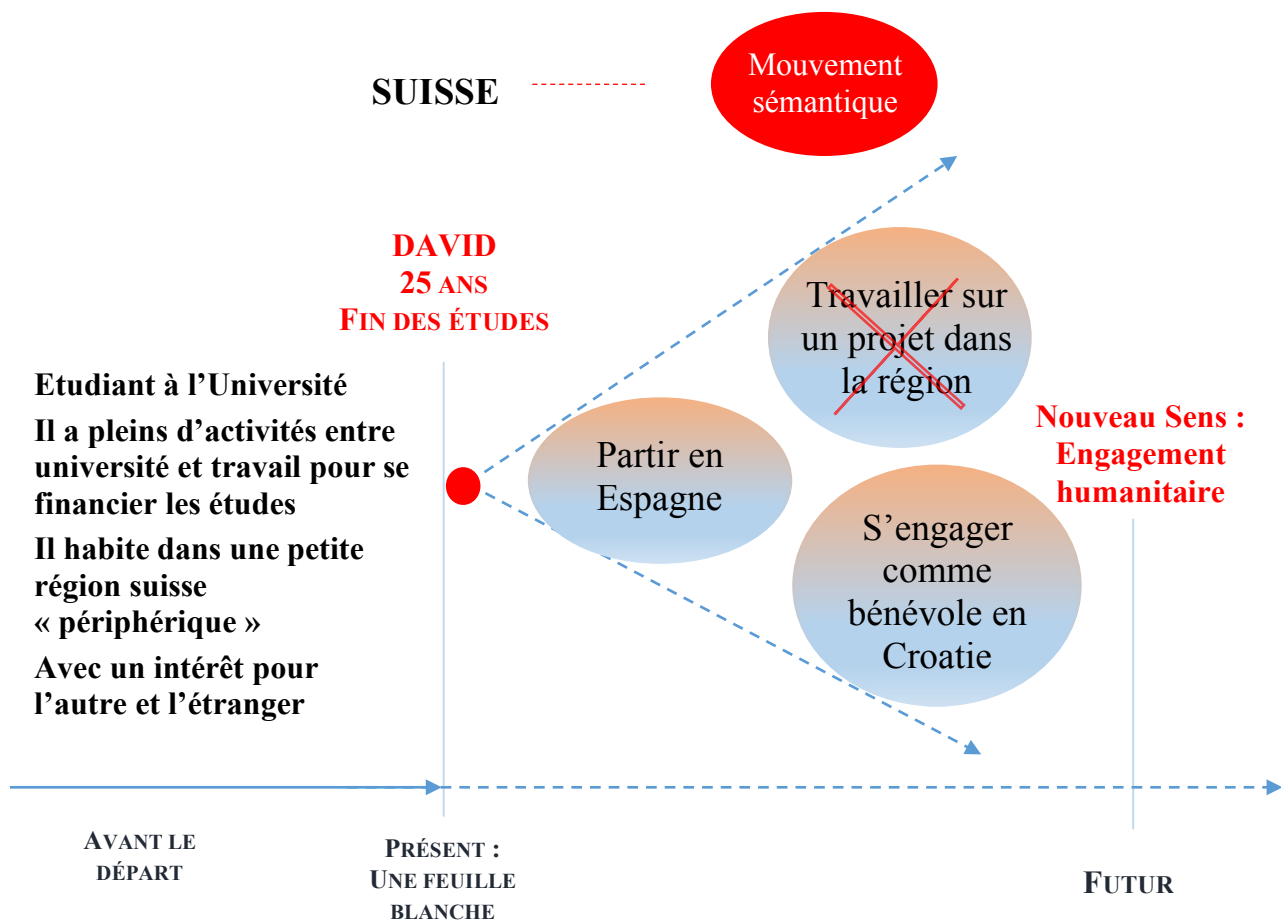 SUISSE
Mouvement
sémantique
DAVID
25 ANS
FIN DES ÉTUDES
Etudiant à l’Université
Il a pleins d’activités entre
université et travail pour se
financer les études
Il habite dans une petite
région suisse
« périphérique »
Avec un intérêt pour
l’autre et l’étranger
Partir en
Espagne
Travailler sur
un projet dans
la région
S’engager
comme
bénévole en
Croatie
Nouveau Sens :
Engagement
humanitaire
AVANT LE
DÉPART
PRÉSENT :
UNE FEUILLE
BLANCHE
FUTUR